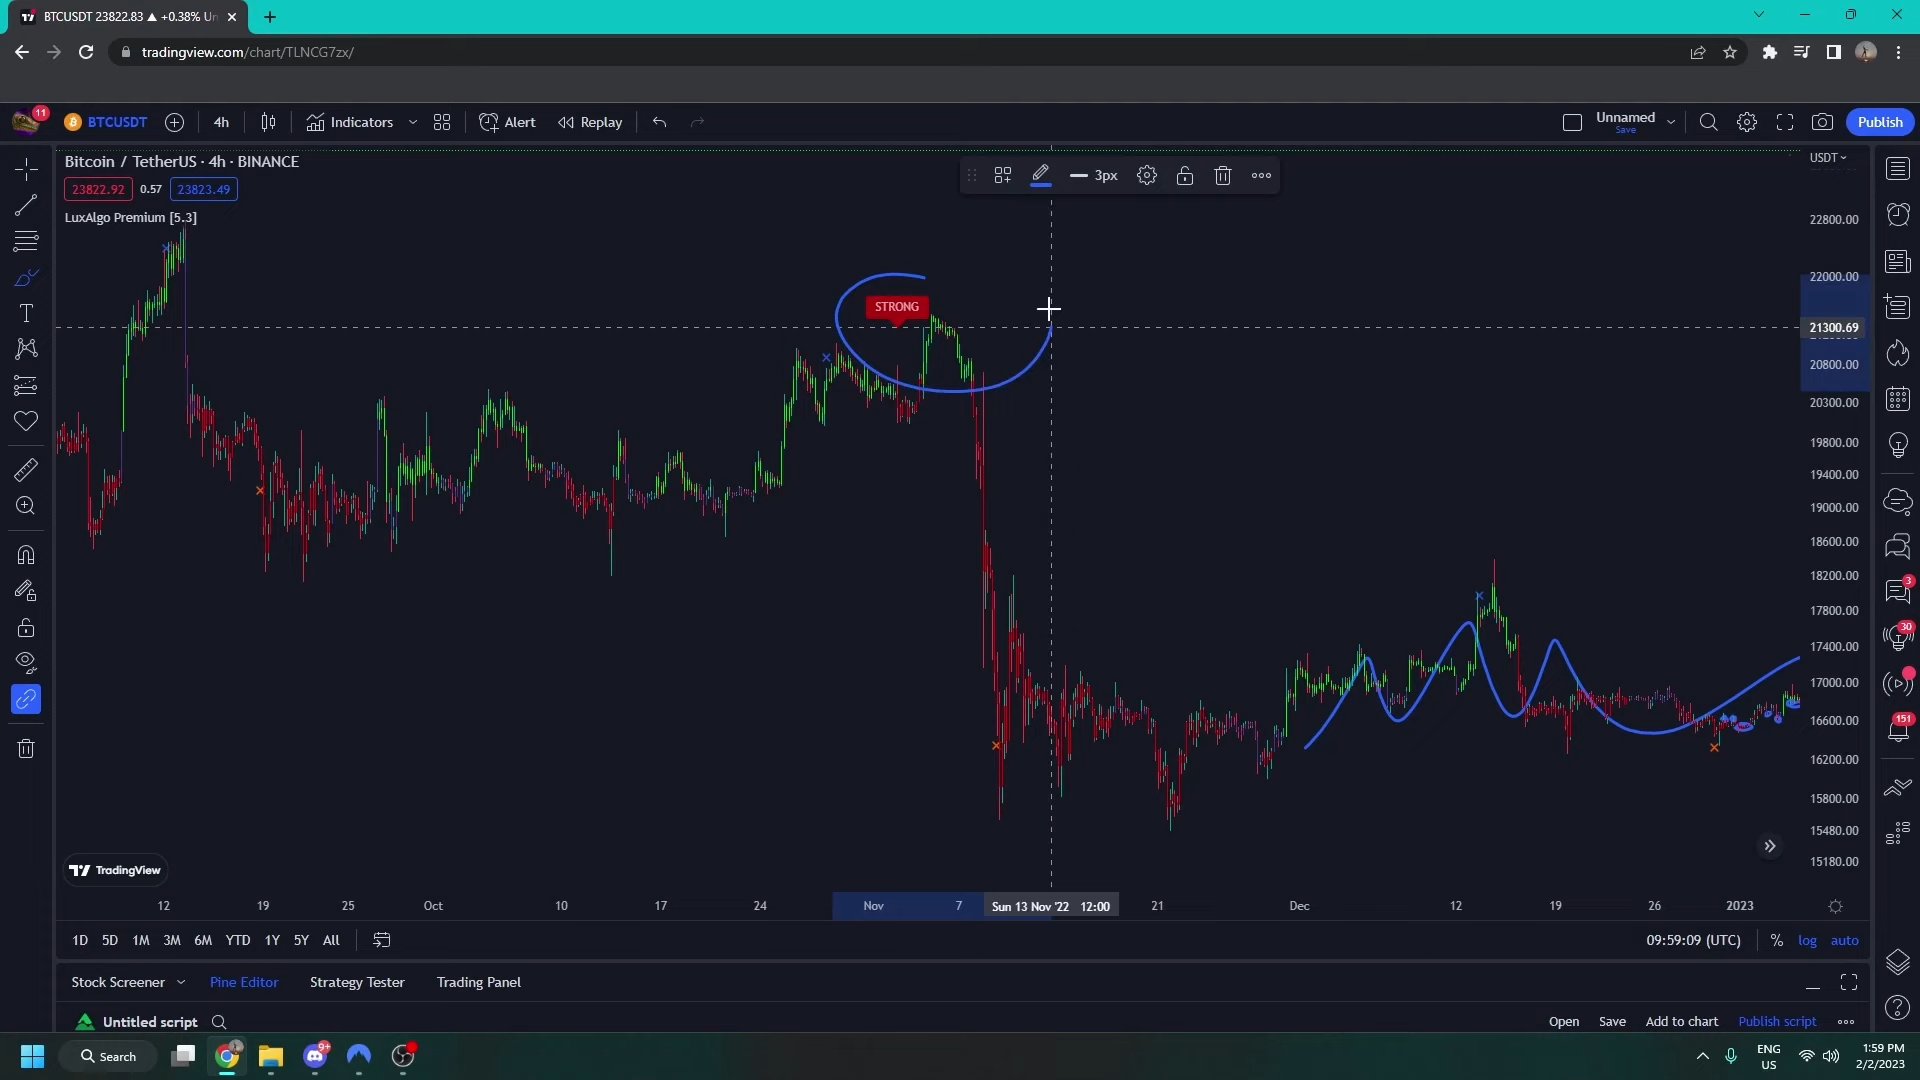 BTCUSDT 23822.83 ▲ +0.38% Un
tradingview.com/chart/TLNCG7zx/
11
BTCUSDT
4h
Indicators
Alert
Replay
Unnamed
Save
Publish
Bitcoin / TetherUS · 4h · BINANCE
USDT
3px
23822.92 0.57 23823.49
LuxAlgo Premium [5.3]
22800.00
22000.00
STRONG
21300.69
20800.00
20300.00
19800.00
19400.00
19000.00
18600.00
18200.00
3
17800.00
30
17400.00
17000.00
16600.00
151
16200.00
15800.00
15480.00
15180.00
TradingView
12 19 25 Oct 10 17 24 Nov 7 Sun 13 Nov '22 12:00 21 Dec 12 19 26 2023
1D 5D 1M 3M 6M YTD 1Y 5Y All
09:59:09 (UTC) % log auto
Stock Screener Pine Editor Strategy Tester Trading Panel
Untitled script
Open Save Add to chart Publish script
Search
9+
ENG
US
1:59 PM
2/2/2023